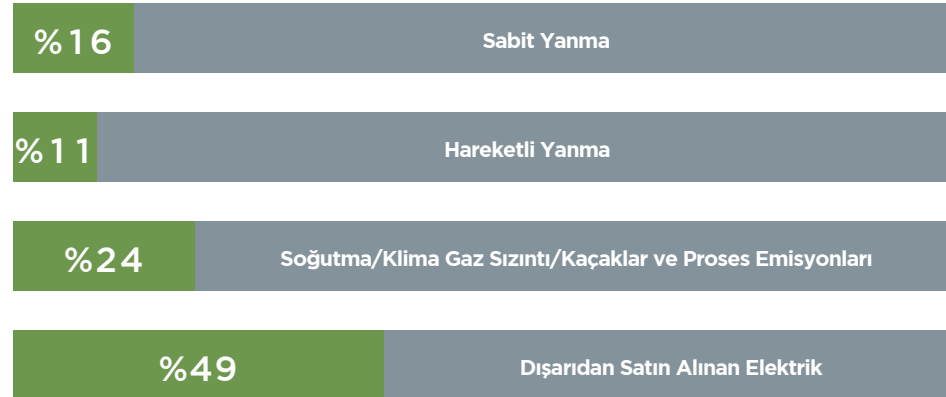 %16 Sabit Yanma
%11 Hareketli Yanma
%24 Soğutma/Klima Gaz Sızıntı/Kaçaklar ve Proses Emisyonları
%49 Dışarıdan Satın Alınan Elektrik